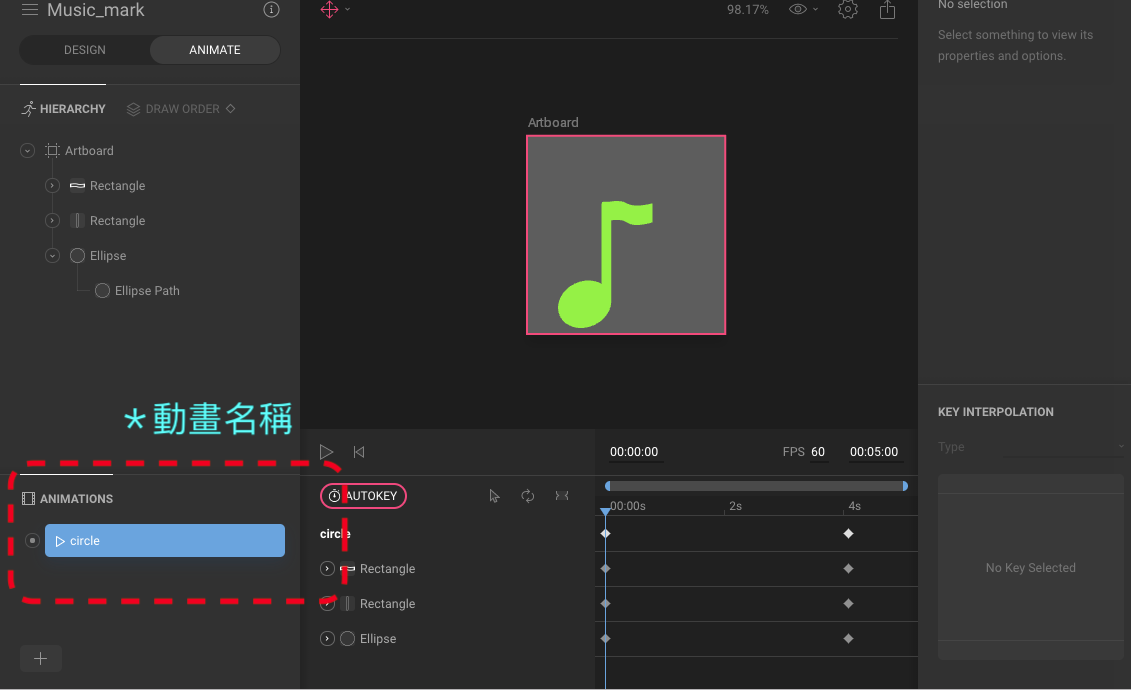 Music_mark
DESIGN
ANIMATE
HIERARCHY
DRAW ORDER
Artboard
Rectangle
Rectangle
Ellipse
Ellipse Path
98.17%
Artboard
No selection
Select something to view its
properties and options.
*動畫名稱
ANIMATIONS
circle
00:00:00
FPS 60
00:05:00
AUTOKEY
00:00s
2s
4s
circle
Rectangle
Rectangle
Ellipse
KEY INTERPOLATION
Type
No Key Selected